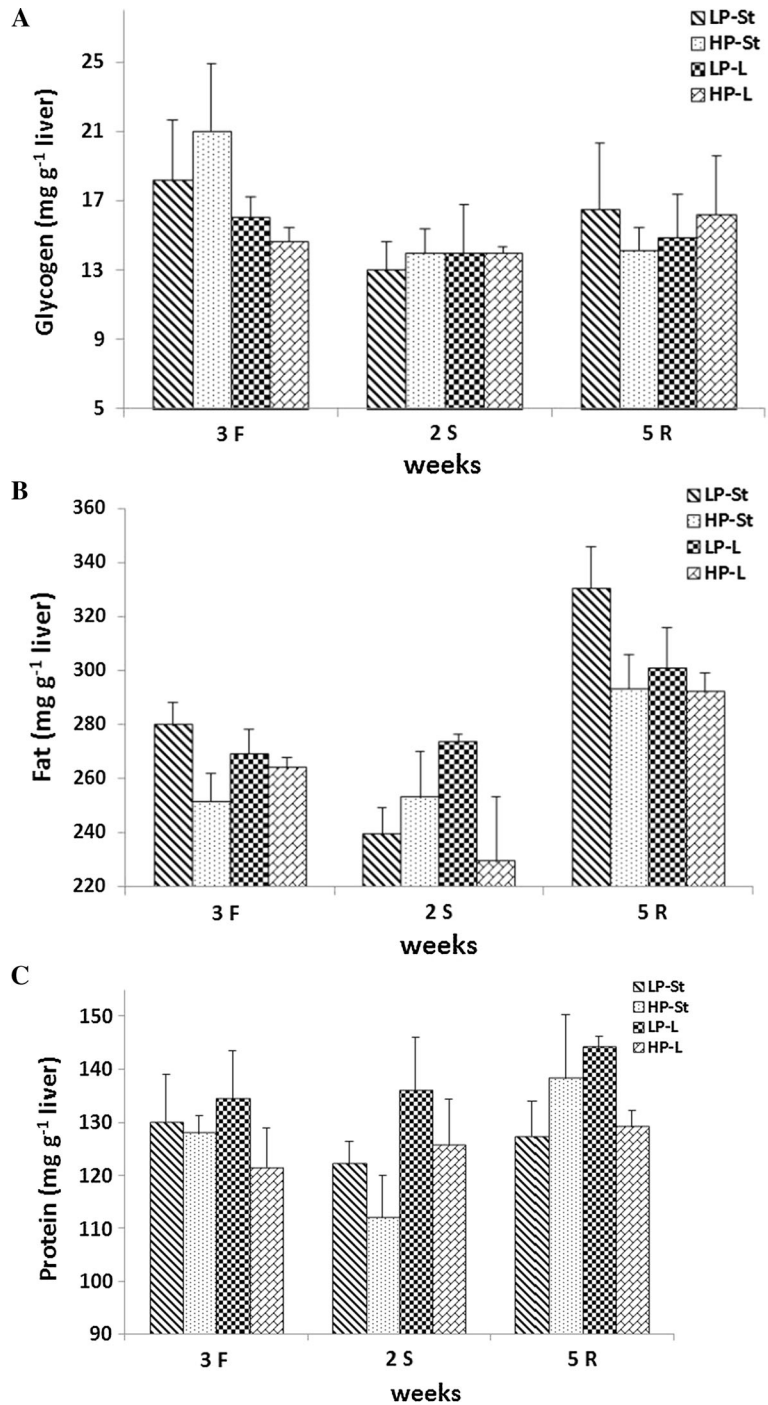 A
LP-St
HP-St
LP-L
HP-L
Glycogen (mg g⁻¹ liver)
25
21
17
13
9
5
3 F 2 S 5 R
weeks
B
LP-St
HP-St
LP-L
HP-L
Fat (mg g⁻¹ liver)
360
340
320
300
280
260
240
220
3 F 2 S 5 R
weeks
C
LP-St
HP-St
LP-L
HP-L
Protein (mg g⁻¹ liver)
150
140
130
120
110
100
90
3 F 2 S 5 R
weeks